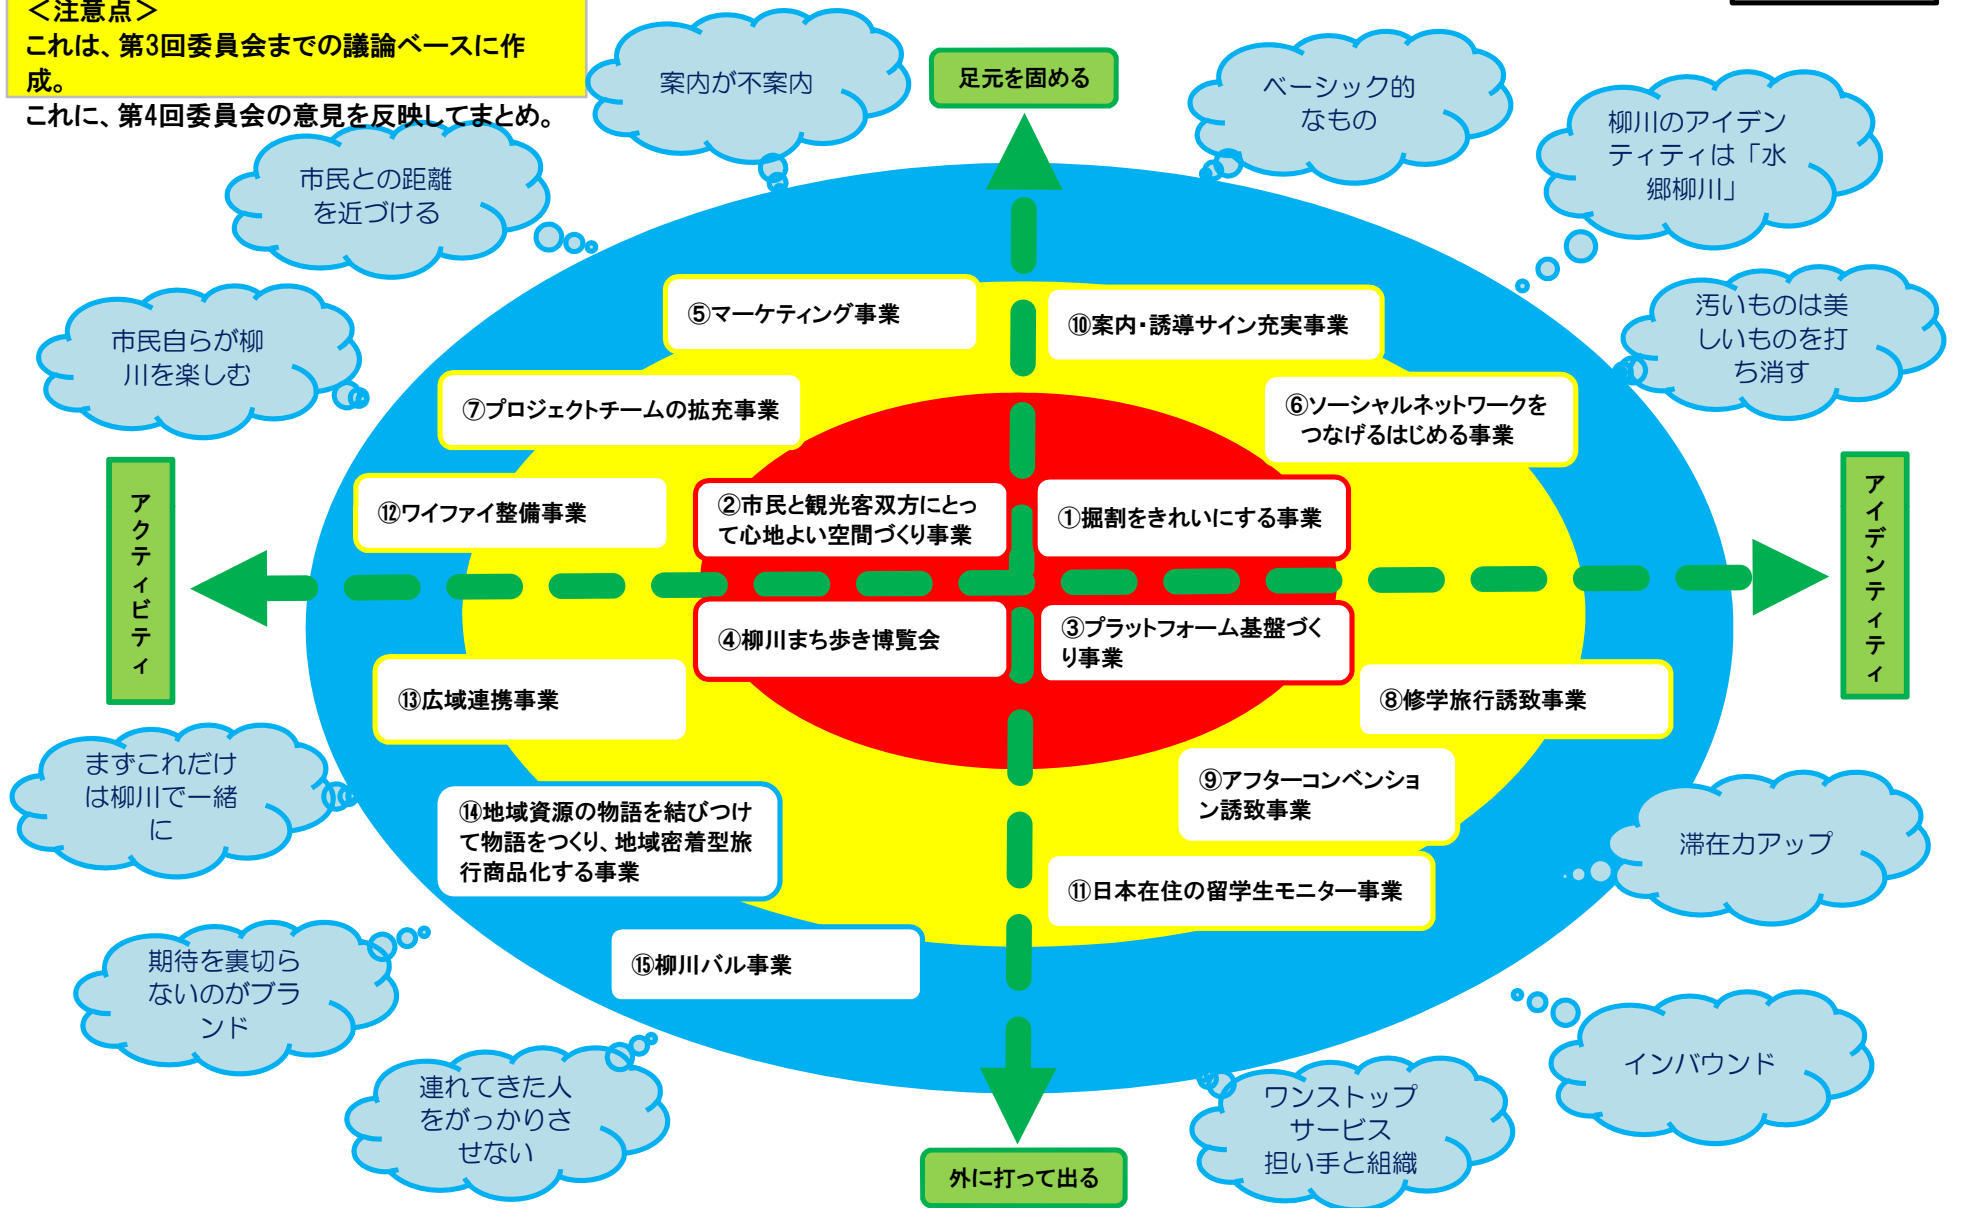 ＜注意点＞
これは、第3回委員会までの議論ベースに作
成。
これに、第4回委員会の意見を反映してまとめ。
案内が不案内
足元を固める
ベーシック的
なもの
柳川のアイデン
ティティは「水
郷柳川」
市民との距離
を近づける
汚いものは美
しいものを打
ち消す
市民自らが柳
川を楽しむ
⑤マーケティング事業
⑩案内・誘導サイン充実事業
⑦プロジェクトチームの拡充事業
⑥ソーシャルネットワークを
つなげるはじめる事業
アクティビティ
⑫ワイファイ整備事業
②市民と観光客双方にとっ
て心地よい空間づくり事業
①掘割をきれいにする事業
アイデンティティ
④柳川まち歩き博覧会
③プラットフォーム基盤づく
り事業
⑬広域連携事業
⑧修学旅行誘致事業
まずこれだけ
は柳川で一緒
に
⑭地域資源の物語を結びつけ
て物語をつくり、地域密着型旅
行商品化する事業
⑨アフターコンベンショ
ン誘致事業
滞在力アップ
⑪日本在住の留学生モニター事業
期待を裏切ら
ないのがブラ
ンド
⑮柳川バル事業
インバウンド
連れてきた人
をがっかりさ
せない
ワンストップ
サービス
担い手と組織
外に打って出る